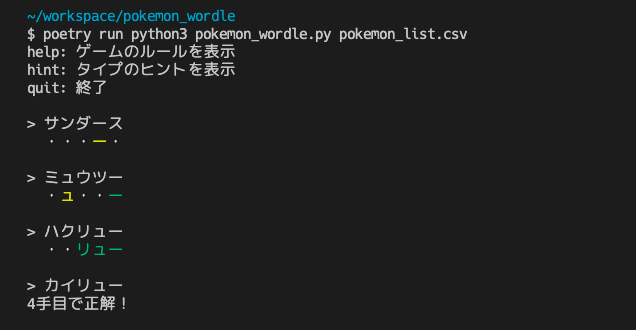 ~/workspace/pokemon_wordle
$ poetry run python3 pokemon_wordle.py pokemon_list.csv
help: ゲームのルールを表示
hint: タイプのヒントを表示
quit: 終了
> サンダース
・・・ー・
> ミュウツー
・ュ・・ー
> ハクリュー
・・リュー
> カイリュー
4手目で正解！